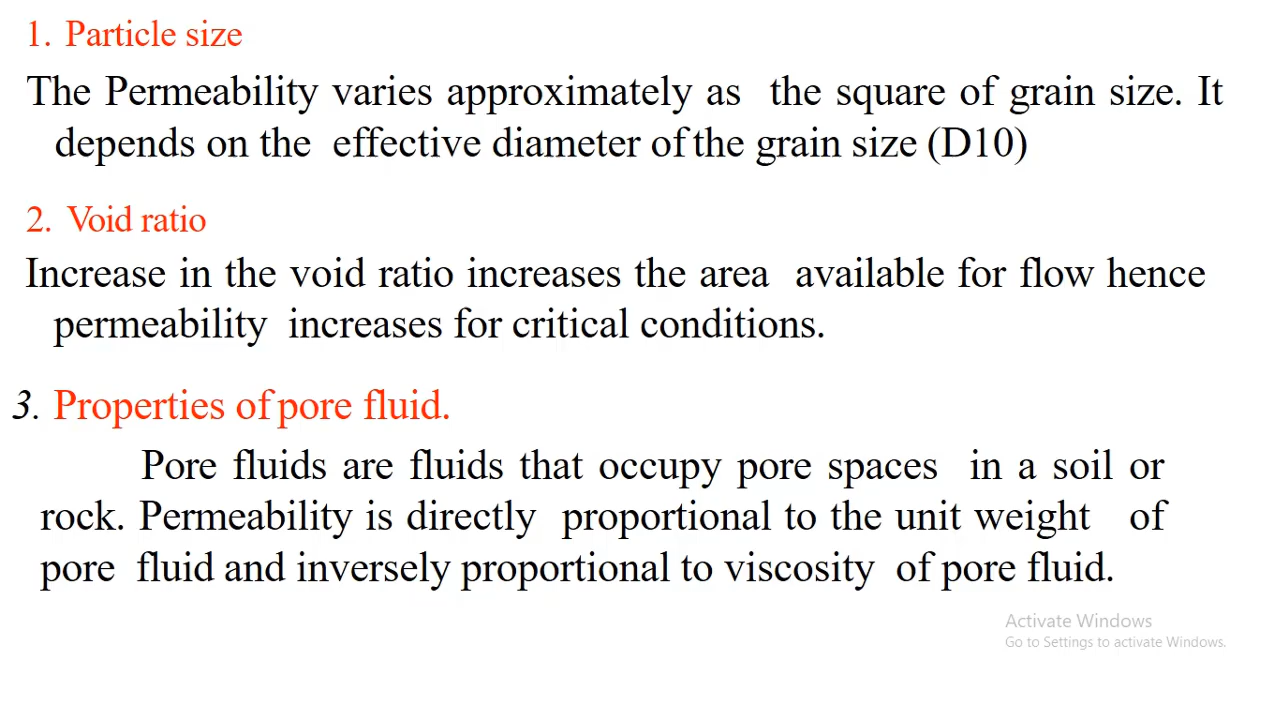 1. Particle size
The Permeability varies approximately as the square of grain size. It
depends on the effective diameter of the grain size (D10)
2. Void ratio
Increase in the void ratio increases the area available for flow hence
permeability increases for critical conditions.
3. Properties of pore fluid.
Pore fluids are fluids that occupy pore spaces in a soil or
rock. Permeability is directly proportional to the unit weight of
pore fluid and inversely proportional to viscosity of pore fluid.
Activate Windows
Go to Settings to activate Windows.